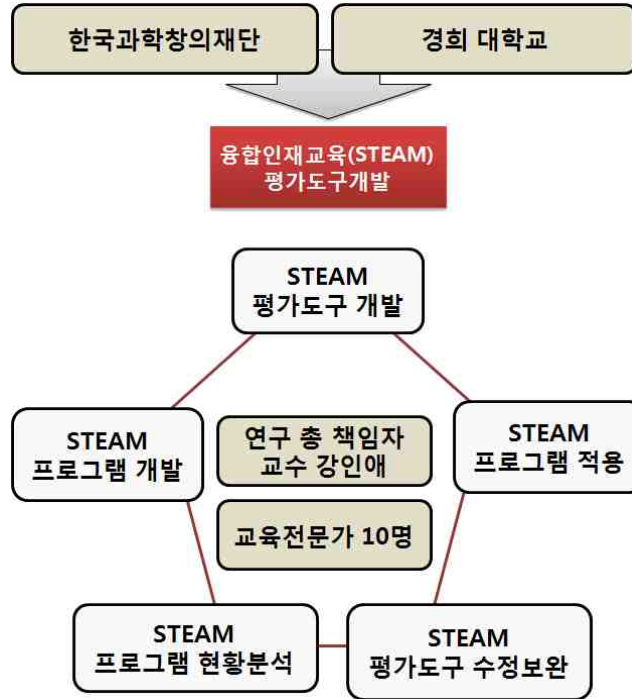 한국과학창의재단
경희 대학교
융합인재교육(STEAM)
평가도구개발
STEAM
평가도구 개발
STEAM
프로그램 개발
연구 총 책임자
교수 강인애
STEAM
프로그램 적용
교육전문가 10명
STEAM
프로그램 현황분석
STEAM
평가도구 수정보완